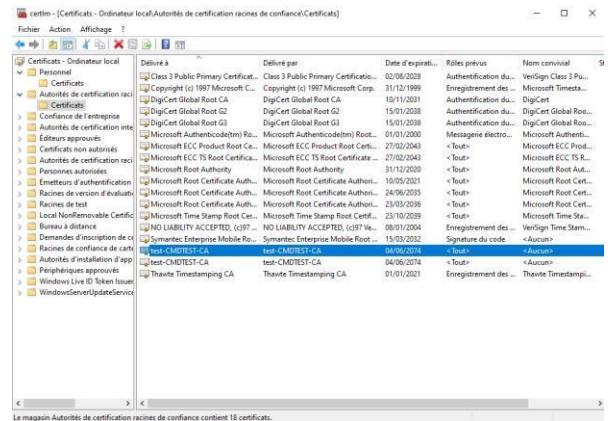 certlm - [Certificats - Ordinateur local\Autorités de certification racines de confiance\Certificats]
Fichier Action Affichage ?
Certificats - Ordinateur local
Personnel
Certificats
Autorités de certification raci
Certificats
Confiance de l'entreprise
Autorités de certification inte
Éditeurs approuvés
Certificats non autorisés
Autorités de certification raci
Personnes autorisées
Émetteurs d'authentification
Racines de version d'évaluati
Racines de test
Local NonRemovable Certific
Bureau à distance
Demandes d'inscription de ce
Racines de confiance de carte
Autorités d'installation d'app
Périphériques approuvés
Windows Live ID Token Issuer
WindowsServerUpdateService
Délivré à Délivré par Date d'expirati... Rôles prévus Nom convivial St
Class 3 Public Primary Certificat... Class 3 Public Primary Certificatio... 02/08/2028 Authentification du... VeriSign Class 3 Pu...
Copyright (c) 1997 Microsoft C... Copyright (c) 1997 Microsoft Corp. 31/12/1999 Enregistrement des ... Microsoft Timesta...
DigiCert Global Root CA DigiCert Global Root CA 10/11/2031 Authentification du... DigiCert
DigiCert Global Root G2 DigiCert Global Root G2 15/01/2038 Authentification du... DigiCert Global Roo...
DigiCert Global Root G3 DigiCert Global Root G3 15/01/2038 Authentification du... DigiCert Global Roo...
Microsoft Authenticode(tm) Ro... Microsoft Authenticode(tm) Root... 01/01/2000 Messagerie électro... Microsoft Authenti...
Microsoft ECC Product Root Ce... Microsoft ECC Product Root Certi... 27/02/2043 <Tout> Microsoft ECC Prod...
Microsoft ECC TS Root Certifica... Microsoft ECC TS Root Certificate ... 27/02/2043 <Tout> Microsoft ECC TS R...
Microsoft Root Authority Microsoft Root Authority 31/12/2020 <Tout> Microsoft Root Aut...
Microsoft Root Certificate Auth... Microsoft Root Certificate Authori... 10/05/2021 <Tout> Microsoft Root Cert...
Microsoft Root Certificate Auth... Microsoft Root Certificate Authori... 24/06/2035 <Tout> Microsoft Root Cert...
Microsoft Root Certificate Auth... Microsoft Root Certificate Authori... 23/03/2036 <Tout> Microsoft Root Cert...
Microsoft Time Stamp Root Cer... Microsoft Time Stamp Root Certif... 23/10/2039 <Tout> Microsoft Time Sta...
NO LIABILITY ACCEPTED, (c)97 V... NO LIABILITY ACCEPTED, (c)97 Ve... 08/01/2004 Enregistrement des ... VeriSign Time Stam...
Symantec Enterprise Mobile Ro... Symantec Enterprise Mobile Root ... 15/03/2032 Signature du code <Aucun>
test-CMDTEST-CA test-CMDTEST-CA 04/06/2074 <Tout> <Aucun>
test-CMDTEST-CA test-CMDTEST-CA 04/06/2074 <Tout> <Aucun>
Thawte Timestamping CA Thawte Timestamping CA 01/01/2021 Enregistrement des ... Thawte Timestampi...
Le magasin Autorités de certification racines de confiance contient 18 certificats.